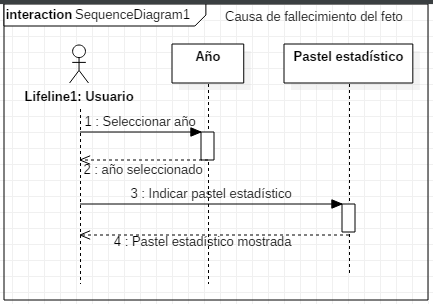 interaction SequenceDiagram1
Causa de fallecimiento del feto
Año
Pastel estadístico
Lifeline1: Usuario
1 : Seleccionar año
2 : año seleccionado
3 : Indicar pastel estadístico
4 : Pastel estadístico mostrada